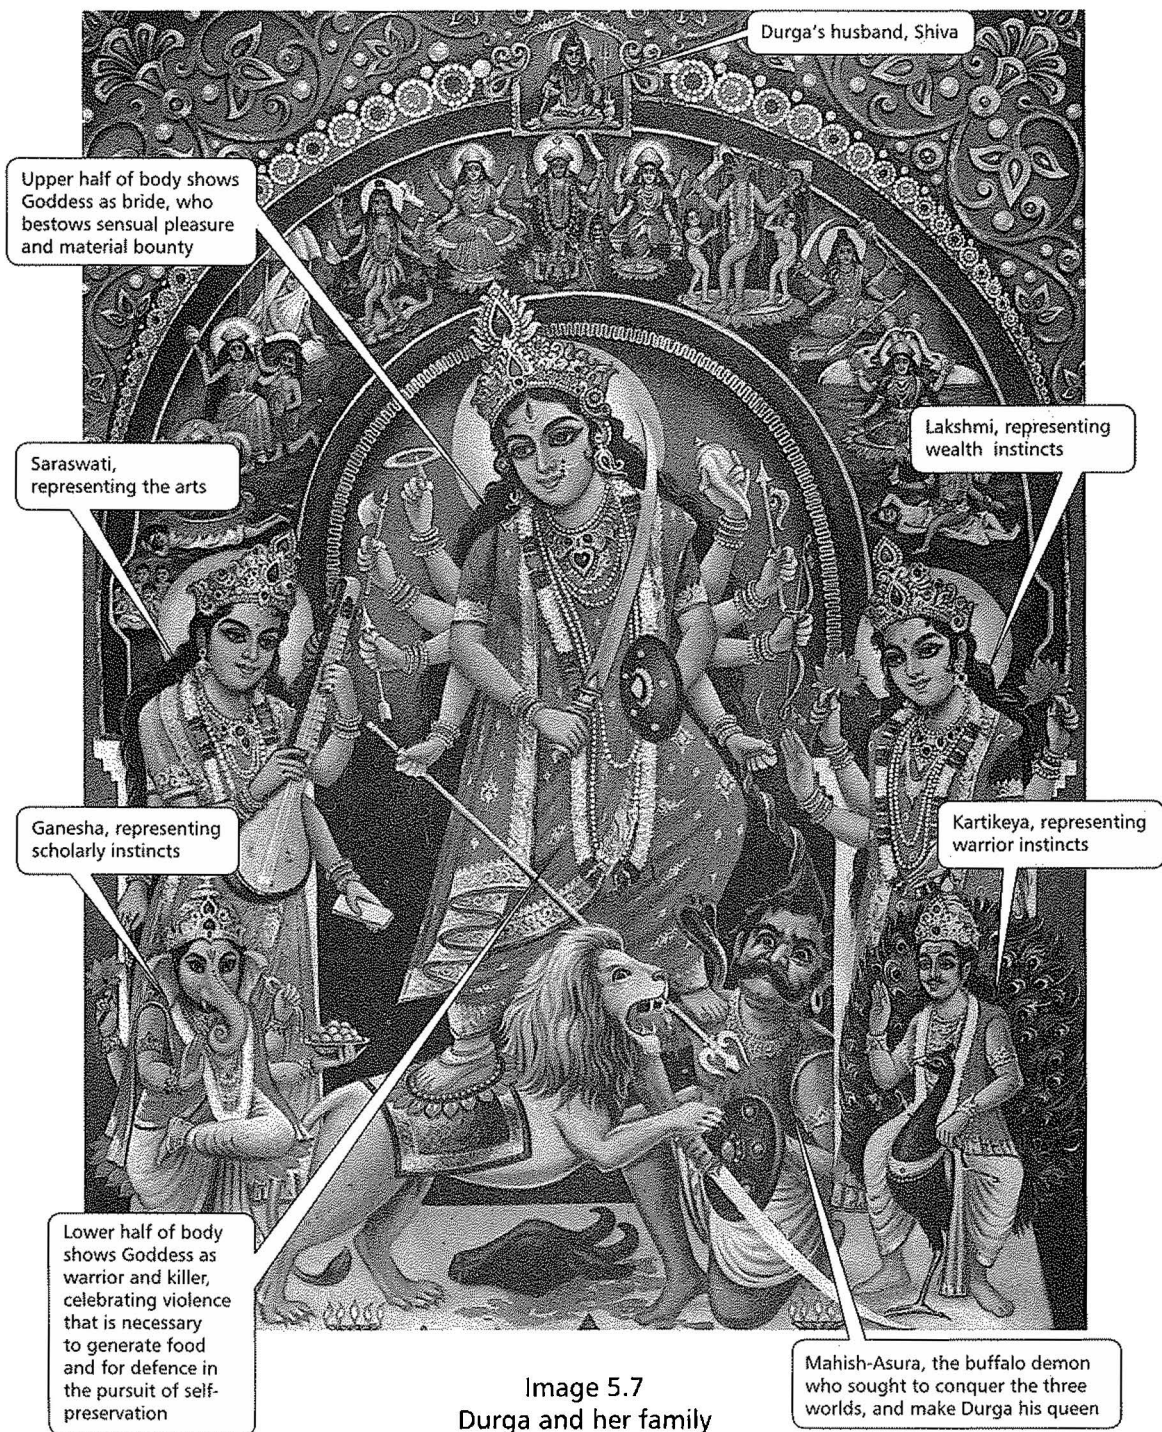 Durga's husband, Shiva
Upper half of body shows
Goddess as bride, who
bestows sensual pleasure
and material bounty
Lakshmi, representing
wealth instincts
Saraswati,
representing the arts
Ganesha, representing
scholarly instincts
Kartikeya, representing
warrior instincts
Lower half of body
shows Goddess as
warrior and killer,
celebrating violence
that is necessary
to generate food
and for defence in
the pursuit of self-
preservation
Mahish-Asura, the buffalo demon
who sought to conquer the three
worlds, and make Durga his queen
Image 5.7
Durga and her family